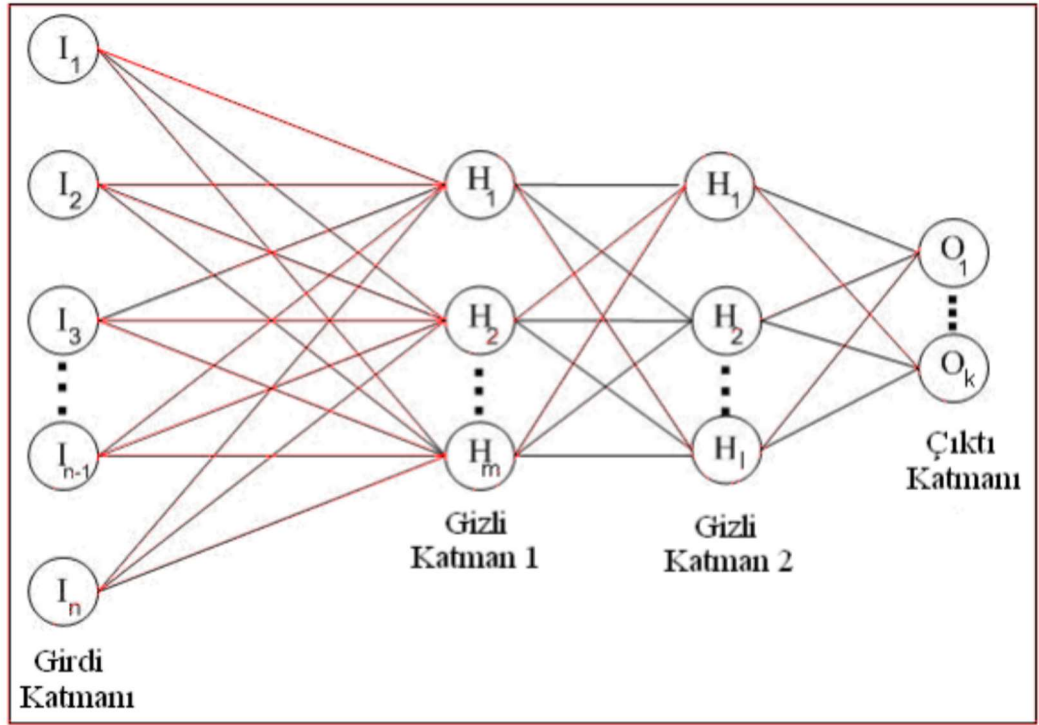 I1
I2
I3
In-1
In
Girdi
Katmanı
H1
H2
Hm
Gizli
Katman 1
H1
H2
Hl
Gizli
Katman 2
O1
Ok
Çıktı
Katmanı